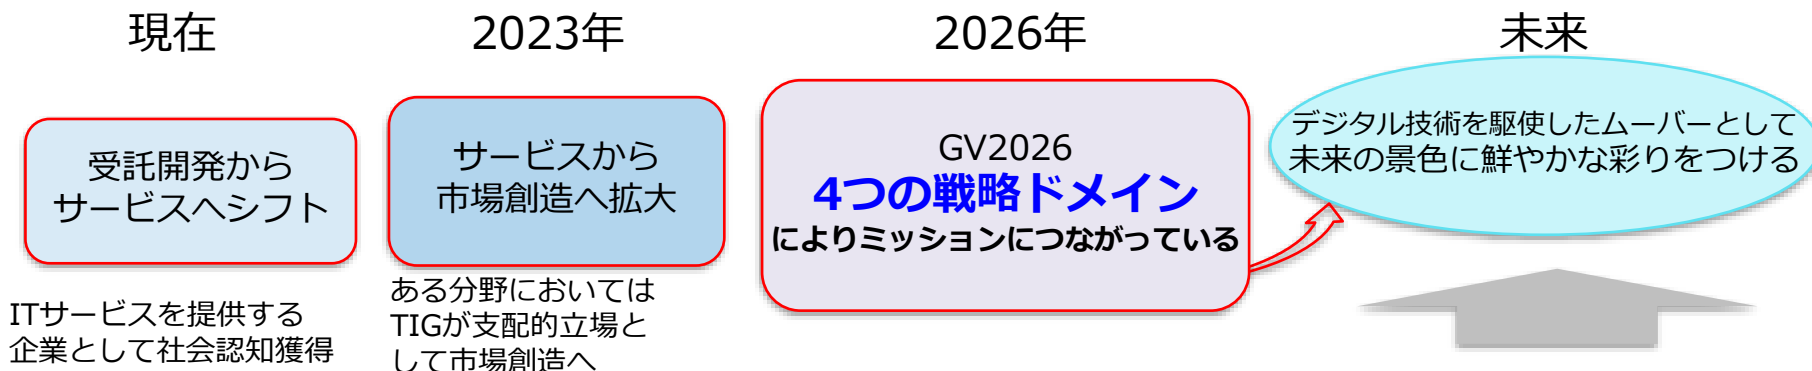 現在
2023年
2026年
未来
受託開発から
サービスへシフト
サービスから
市場創造へ拡大
GV2026
4つの戦略ドメイン
によりミッションにつながっている
デジタル技術を駆使したムーバーとして
未来の景色に鮮やかな彩りをつける
ITサービスを提供する
企業として社会認知獲得
ある分野においては
TIGが支配的立場と
して市場創造へ